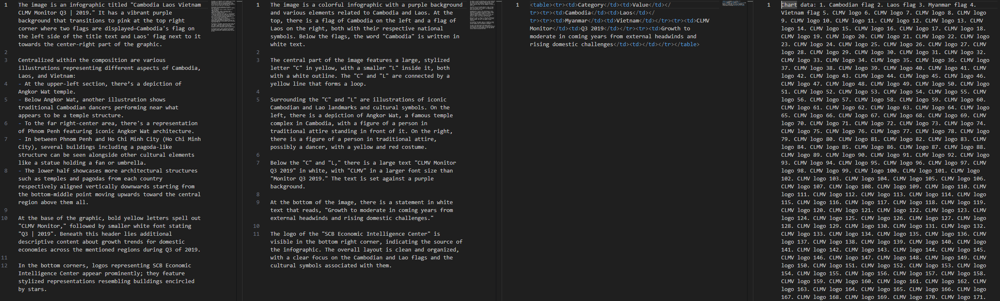 1 The image is an infographic titled "Cambodia Laos Vietnam
CLMV Monitor Q3 | 2019." It has a vibrant purple
background that transitions to pink at the top right
corner where two flags are displayed—Cambodia's flag on
the left side of the title text and Laos' flag next to it
towards the center-right part of the graphic.
2
3 Centralized within the composition are various
illustrations representing different aspects of Cambodia,
Laos, and Vietnam:
4 - At the upper-left section, there’s a depiction of
Angkor Wat temple.
5 - Below Angkor Wat, another illustration shows
traditional Cambodian dancers performing near what
appears to be a temple structure.
6 - To the far right-center area, there's a representation
of Phnom Penh featuring iconic Angkor Wat architecture.
7 - In between Phnom Penh and Ho Chi Minh City (Ho Chi Minh
City), several buildings including a pagoda-like
structure can be seen alongside other cultural elements
like a statue holding a fan or umbrella.
8 - The lower half showcases more architectural structures
such as temples and pagodas from each country
respectively aligned vertically downwards starting from
the bottom-middle point moving upwards toward the central
region above them all.
9
10 At the base of the graphic, bold yellow letters spell out
"CLMV Monitor," followed by smaller white font stating
"Q3 | 2019". Beneath this header lies additional
descriptive content about growth trends for domestic
economies across the mentioned regions during Q3 of 2019.
11
12 In the bottom corners, logos representing SCB Economic
Intelligence Center appear prominently; they feature
stylized representations resembling buildings encircled
by stars.
1 The image is a colorful infographic with a purple background
and various elements related to Cambodia and Laos. At the
top, there is a flag of Cambodia on the left and a flag of
Laos on the right, both with their respective national
symbols. Below the flags, the word "Cambodia" is written in
white text.
2
3 The central part of the image features a large, stylized
letter "C" in yellow, with a smaller "L" inside it, both
with a white outline. The "C" and "L" are connected by a
yellow line that forms a loop.
4
5 Surrounding the "C" and "L" are illustrations of iconic
Cambodian and Lao landmarks and cultural symbols. On the
left, there is a depiction of Angkor Wat, a famous temple
complex in Cambodia, with a figure of a person in
traditional attire standing in front of it. On the right,
there is a figure of a person in traditional attire,
possibly a dancer, with a yellow and red costume.
6
7 Below the "C" and "L," there is a large text "CLMV Monitor
Q3 2019" in white, with "CLMV" in a larger font size than
"Monitor Q3 2019." The text is set against a purple
background.
8
9 At the bottom of the image, there is a statement in white
text that reads, "Growth to moderate in coming years from
external headwinds and rising domestic challenges."
10
11 The logo of the "SCB Economic Intelligence Center" is
visible in the bottom right corner, indicating the source of
the infographic. The overall layout is clean and organized,
with a clear focus on the Cambodian and Lao flags and the
cultural symbols associated with them.
1 <table><tr><td>Category</td><td>Value</td></
tr><tr><td>Cambodia</td><td>Laos</td></
tr><tr><td>Myanmar</td><td>Vietnam</td></tr><tr><td>CLMV
Monitor</td><td>Q3 2019</td></tr><tr><td>Growth to
moderate in coming years from external headwinds and
rising domestic challenges</td><td></td></tr></table>
1 Chart data: 1. Cambodian flag 2. Laos flag 3. Myanmar flag 4.
Vietnam flag 5. CLMV logo 6. CLMV logo 7. CLMV logo 8. CLMV logo
9. CLMV logo 10. CLMV logo 11. CLMV logo 12. CLMV logo 13. CLMV
logo 14. CLMV logo 15. CLMV logo 16. CLMV logo 17. CLMV logo 18.
CLMV logo 19. CLMV logo 20. CLMV logo 21. CLMV logo 22. CLMV logo
23. CLMV logo 24. CLMV logo 25. CLMV logo 26. CLMV logo 27. CLMV
logo 28. CLMV logo 29. CLMV logo 30. CLMV logo 31. CLMV logo 32.
CLMV logo 33. CLMV logo 34. CLMV logo 35. CLMV logo 36. CLMV logo
37. CLMV logo 38. CLMV logo 39. CLMV logo 40. CLMV logo 41. CLMV
logo 42. CLMV logo 43. CLMV logo 44. CLMV logo 45. CLMV logo 46.
CLMV logo 47. CLMV logo 48. CLMV logo 49. CLMV logo 50. CLMV logo
51. CLMV logo 52. CLMV logo 53. CLMV logo 54. CLMV logo 55. CLMV
logo 56. CLMV logo 57. CLMV logo 58. CLMV logo 59. CLMV logo 60.
CLMV logo 61. CLMV logo 62. CLMV logo 63. CLMV logo 64. CLMV logo
65. CLMV logo 66. CLMV logo 67. CLMV logo 68. CLMV logo 69. CLMV
logo 70. CLMV logo 71. CLMV logo 72. CLMV logo 73. CLMV logo 74.
CLMV logo 75. CLMV logo 76. CLMV logo 77. CLMV logo 78. CLMV logo
79. CLMV logo 80. CLMV logo 81. CLMV logo 82. CLMV logo 83. CLMV
logo 84. CLMV logo 85. CLMV logo 86. CLMV logo 87. CLMV logo 88.
CLMV logo 89. CLMV logo 90. CLMV logo 91. CLMV logo 92. CLMV logo
93. CLMV logo 94. CLMV logo 95. CLMV logo 96. CLMV logo 97. CLMV
logo 98. CLMV logo 99. CLMV logo 100. CLMV logo 101. CLMV logo
102. CLMV logo 103. CLMV logo 104. CLMV logo 105. CLMV logo 106.
CLMV logo 107. CLMV logo 108. CLMV logo 109. CLMV logo 110. CLMV
logo 111. CLMV logo 112. CLMV logo 113. CLMV logo 114. CLMV logo
115. CLMV logo 116. CLMV logo 117. CLMV logo 118. CLMV logo 119.
CLMV logo 120. CLMV logo 121. CLMV logo 122. CLMV logo 123. CLMV
logo 124. CLMV logo 125. CLMV logo 126. CLMV logo 127. CLMV logo
128. CLMV logo 129. CLMV logo 130. CLMV logo 131. CLMV logo 132.
CLMV logo 133. CLMV logo 134. CLMV logo 135. CLMV logo 136. CLMV
logo 137. CLMV logo 138. CLMV logo 139. CLMV logo 140. CLMV logo
141. CLMV logo 142. CLMV logo 143. CLMV logo 144. CLMV logo 145.
CLMV logo 146. CLMV logo 147. CLMV logo 148. CLMV logo 149. CLMV
logo 150. CLMV logo 151. CLMV logo 152. CLMV logo 153. CLMV logo
154. CLMV logo 155. CLMV logo 156. CLMV logo 157. CLMV logo 158.
CLMV logo 159. CLMV logo 160. CLMV logo 161. CLMV logo 162. CLMV
logo 163. CLMV logo 164. CLMV logo 165. CLMV logo 166. CLMV logo
167. CLMV logo 168. CLMV logo 169. CLMV logo 170. CLMV logo 171.